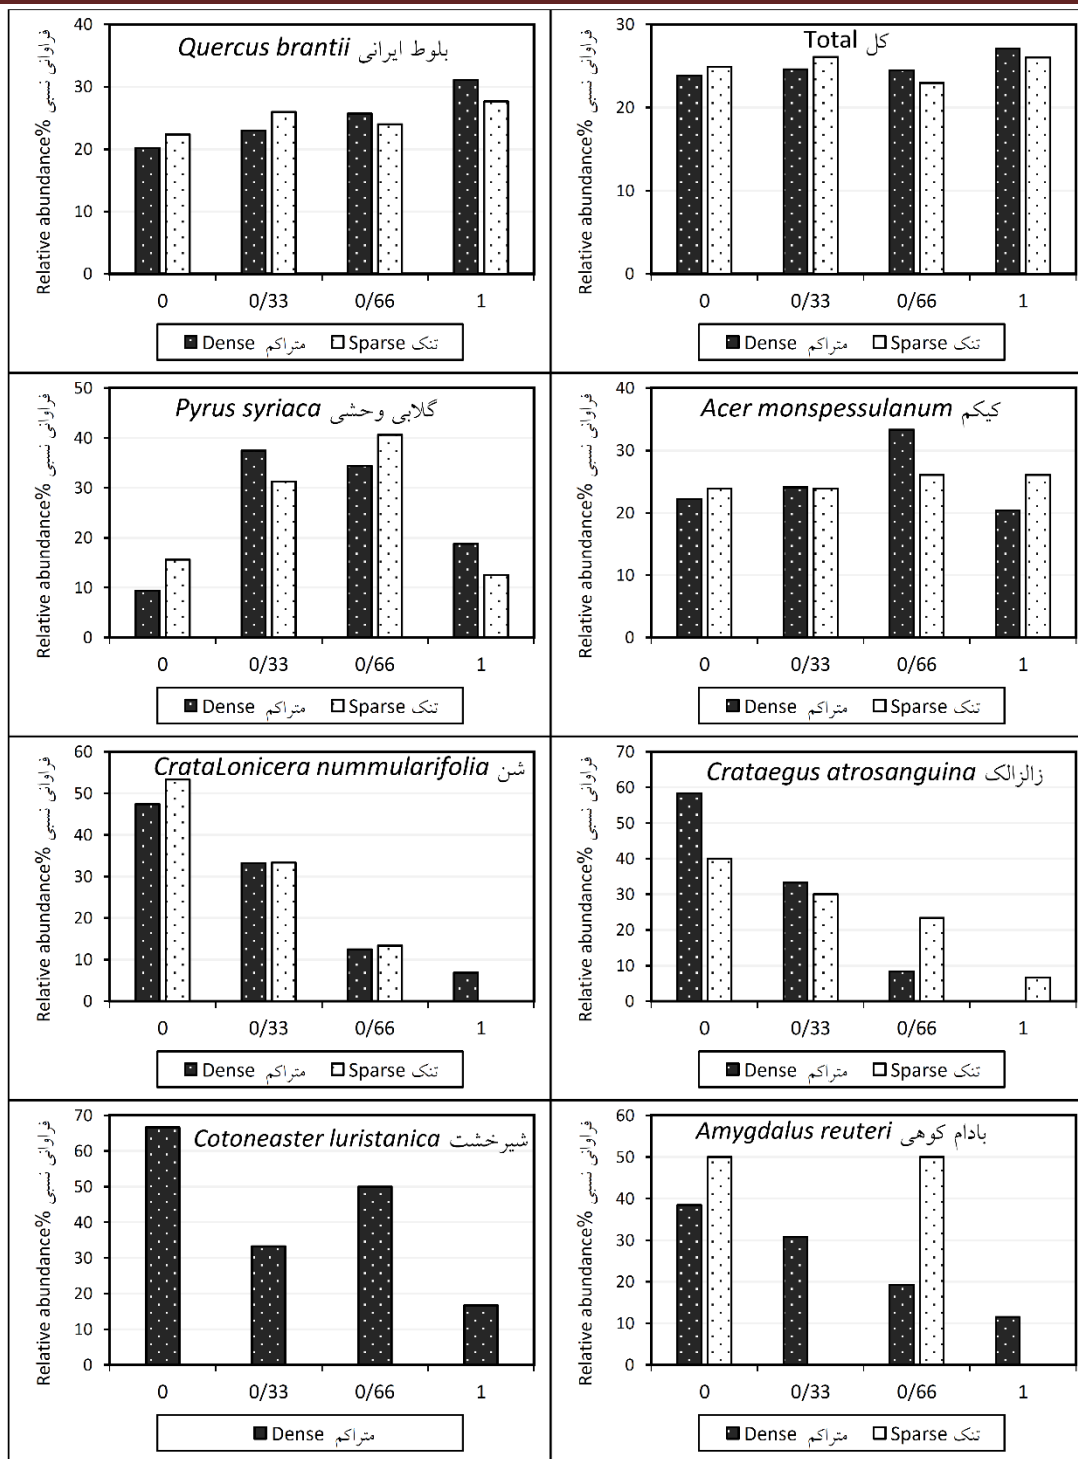 Quercus brantii بلوط ایرانی
Relative abundance% فراوانی نسبی
40
30
20
10
0
0 0/33 0/66 1
Dense متراکم Sparse تنک
Total کل
Relative abundance% فراوانی نسبی
30
20
10
0
0 0/33 0/66 1
Dense متراکم Sparse تنک
Pyrus syriaca گلابی وحشی
Relative abundance% فراوانی نسبی
50
40
30
20
10
0
0 0/33 0/66 1
Dense متراکم Sparse تنک
Acer monspessulanum کیکم
Relative abundance% فراوانی نسبی
40
30
20
10
0
0 0/33 0/66 1
Dense متراکم Sparse تنک
CrataLonicera nummularifolia شن
Relative abundance% فراوانی نسبی
60
50
40
30
20
10
0
0 0/33 0/66 1
Dense متراکم Sparse تنک
Crataegus atrosanguina زالزالک
Relative abundance% فراوانی نسبی
70
60
50
40
30
20
10
0
0 0/33 0/66 1
Dense متراکم Sparse تنک
Cotoneaster luristanica شیرخشت
Relative abundance% فراوانی نسبی
70
60
50
40
30
20
10
0
0 0/33 0/66 1
Dense متراکم
Amygdalus reuteri بادام کوهی
Relative abundance% فراوانی نسبی
60
50
40
30
20
10
0
0 0/33 0/66 1
Dense متراکم Sparse تنک